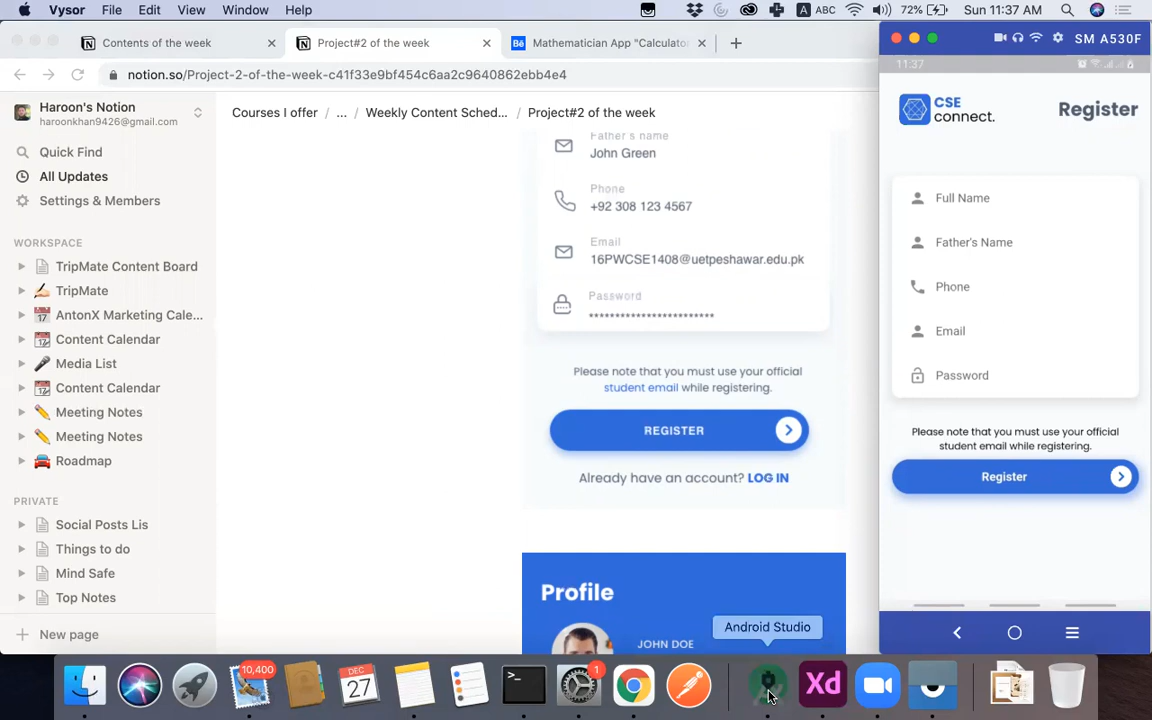 Vysor File Edit View Window Help
A ABC 72% Sun 11:37 AM
Contents of the week
Project#2 of the week
Mathematician App "Calculato
notion.so/Project-2-of-the-week-c41f33e9bf454c6aa2c9640862ebb4e4
Haroon's Notion
haroonkhan9426@gmail.com
Quick Find
All Updates
Settings & Members
WORKSPACE
TripMate Content Board
TripMate
AntonX Marketing Cale...
Content Calendar
Media List
Content Calendar
Meeting Notes
Meeting Notes
Roadmap
PRIVATE
Social Posts Lis
Things to do
Mind Safe
Top Notes
New page
Courses I offer / ... / Weekly Content Sched... / Project#2 of the week
Father's name
John Green
Phone
+92 308 123 4567
Email
16PWCSE1408@uetpeshawar.edu.pk
Password
************************
Please note that you must use your official
student email while registering.
REGISTER
Already have an account? LOG IN
Profile
JOHN DOE
Android Studio
SM A530F
11:37
CSE
connect.
Register
Full Name
Father's Name
Phone
Email
Password
Please note that you must use your official
student email while registering.
Register
10,400
DEC
27
1
Xd